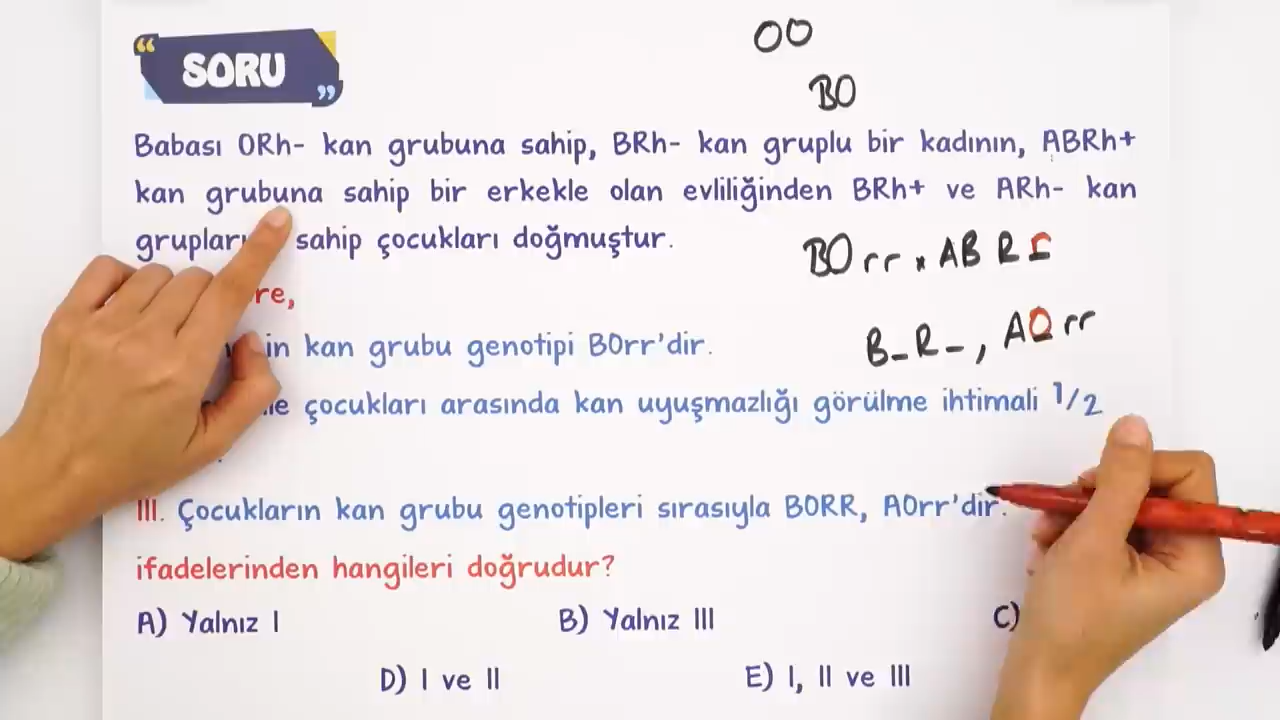 SORU
OO
BO
Babası ORh- kan grubuna sahip, BRh- kan gruplu bir kadının, ABRh+
kan grubuna sahip bir erkekle olan evliliğinden BRh+ ve ARh- kan
sahip çocukları doğmuştur.
BOrr x AB Rr
re,
B_R_, AOrr
in kan grubu genotipi BOrr'dir.
le çocukları arasında kan uyuşmazlığı görülme ihtimali 1/2
III. Çocukların kan grubu genotipleri sırasıyla BORR, AOrr'dir.
ifadelerinden hangileri doğrudur?
A) Yalnız I
B) Yalnız III
C)
D) I ve II
E) I, II ve III